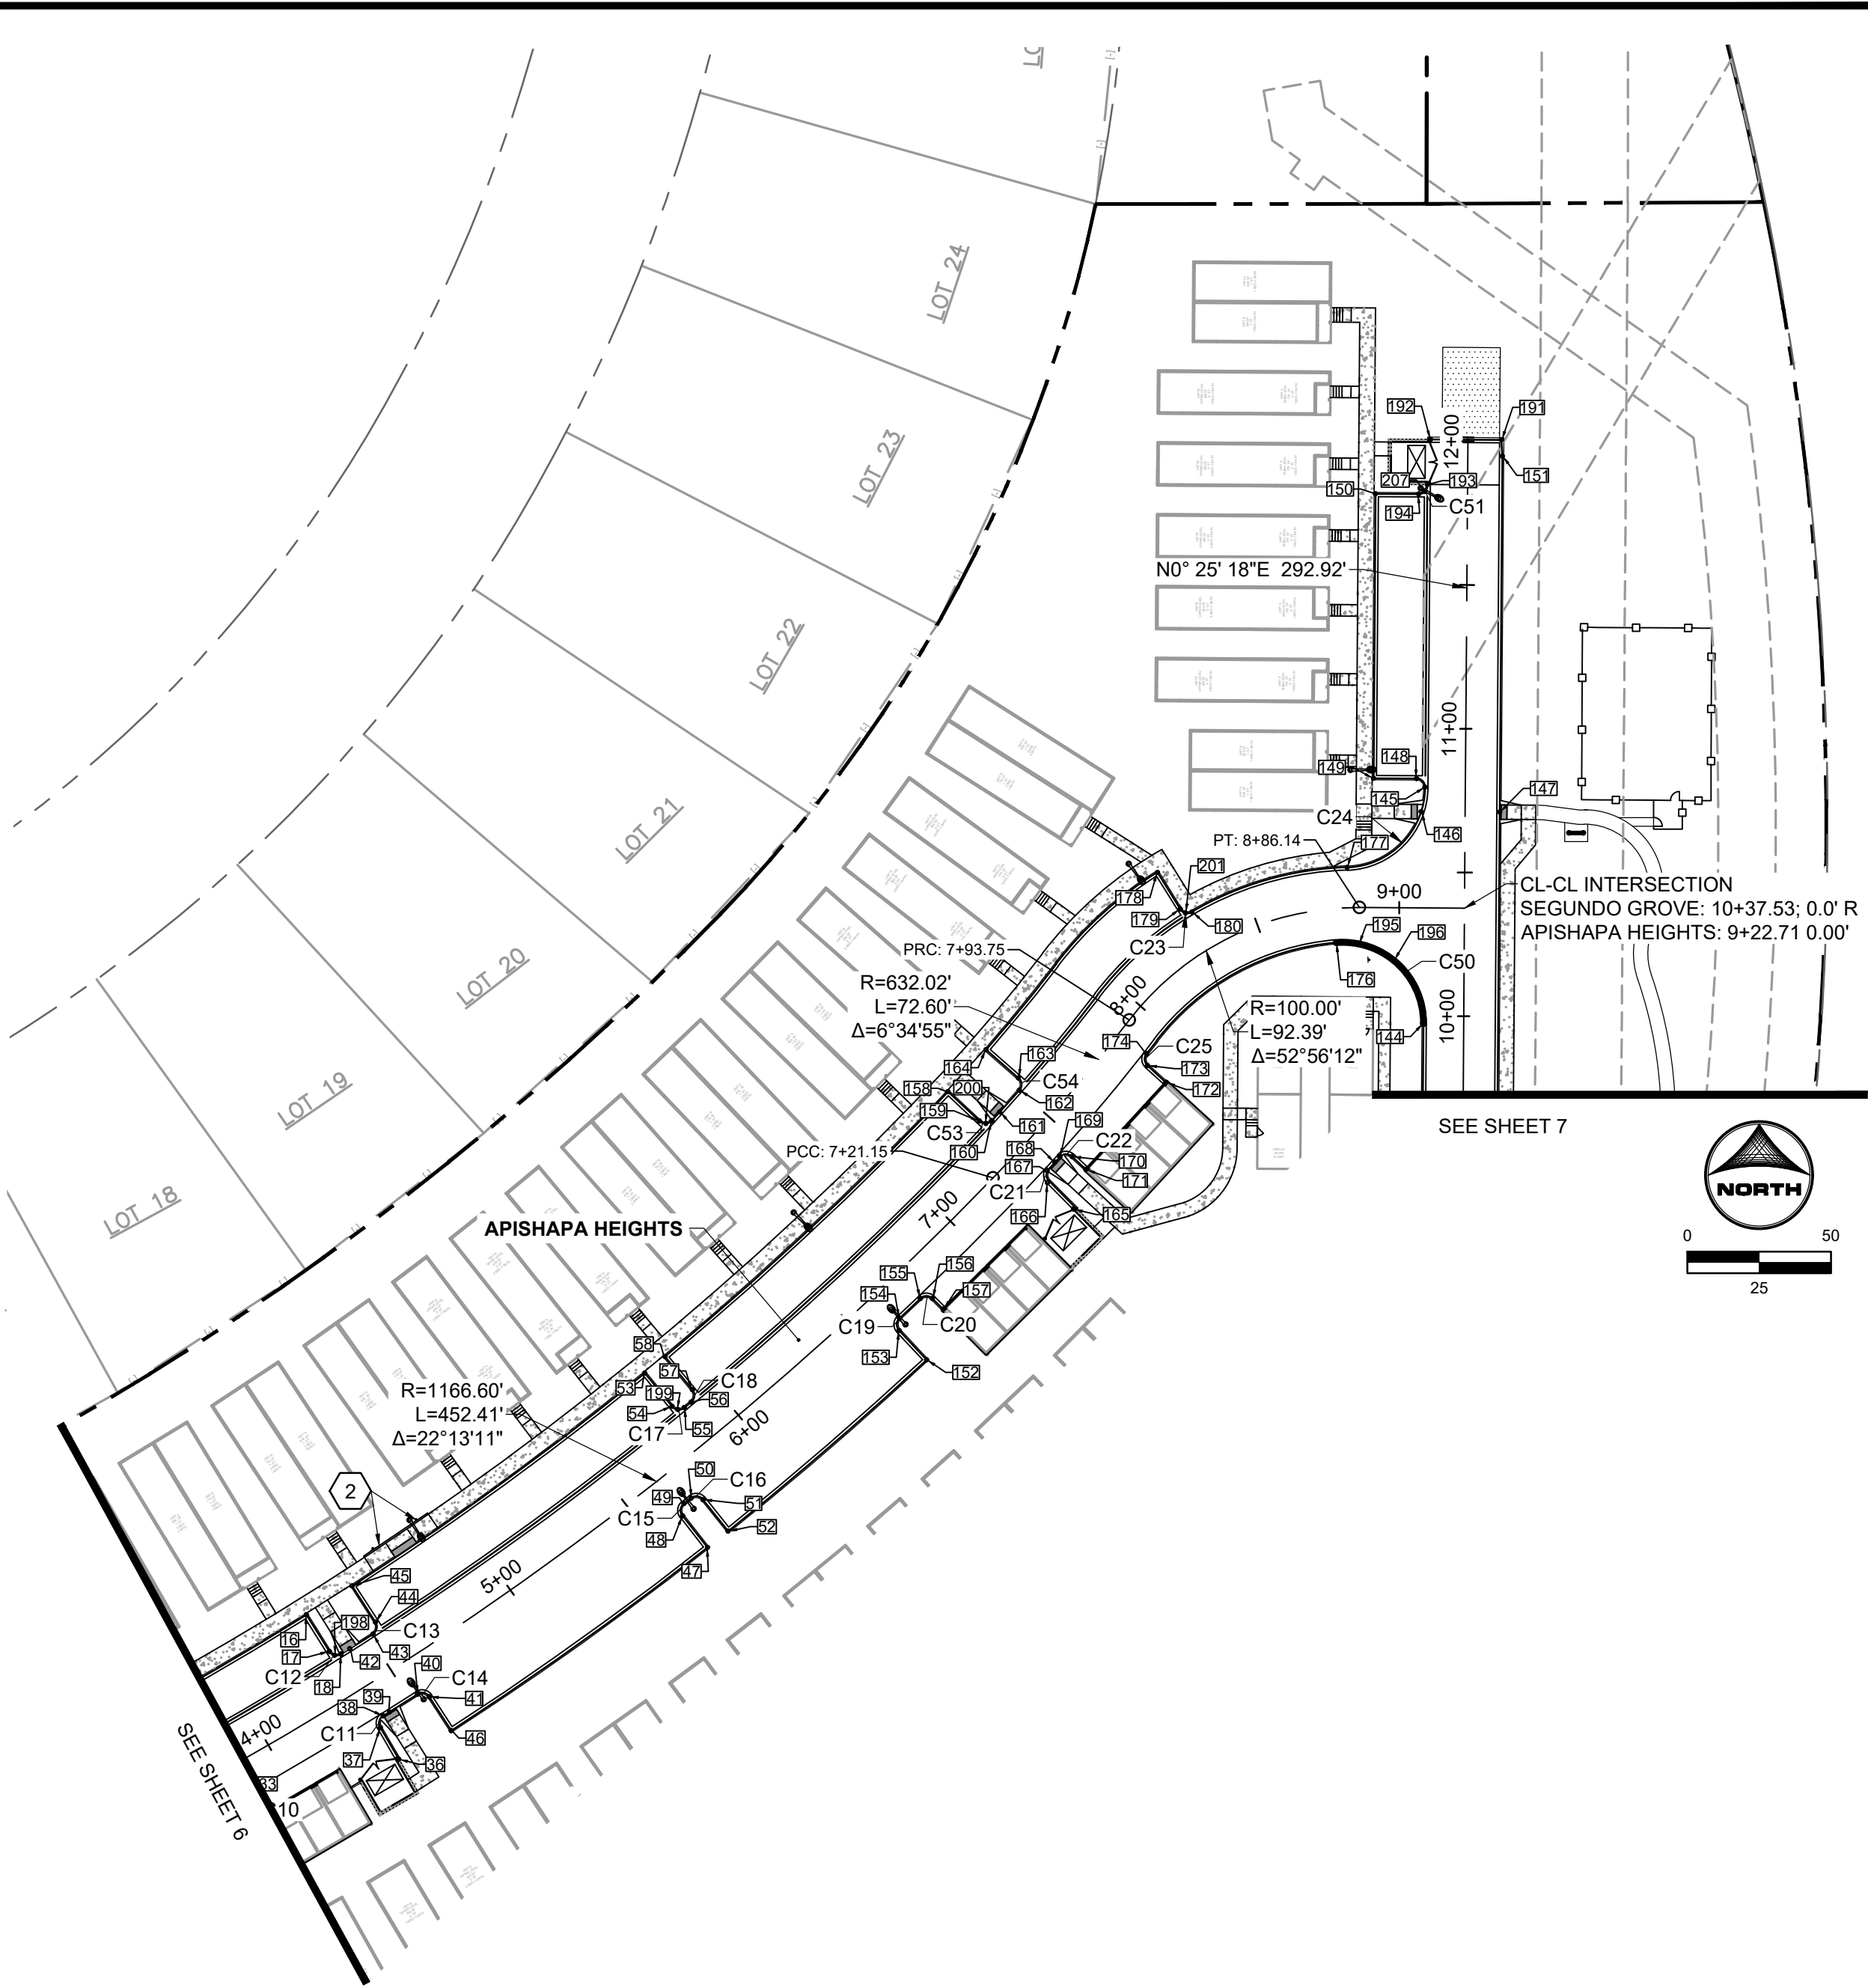 LOT 24
LOT 23
LOT 22
LOT 21
LOT 20
LOT 19
LOT 18
192
191
12+00
151
207
193
150
194
C51
N0° 25' 18"E 292.92'
11+00
149
148
145
147
C24
146
PT: 8+86.14
177
201
9+00
CL-CL INTERSECTION
SEGUNDO GROVE: 10+37.53; 0.0' R
APISHAPA HEIGHTS: 9+22.71 0.00'
178
179
180
C23
195
196
C50
176
PRC: 7+93.75
R=632.02'
L=72.60'
Δ=6°34'55"
8+00
R=100.00'
L=92.39'
Δ=52°56'12"
10+00
144
174
C25
173
172
163
164
158
200
C54
162
159
161
C53
160
PCC: 7+21.15
169
168
C22
167
170
171
C21
166
165
SEE SHEET 7
NORTH
0
50
25
7+00
APISHAPA HEIGHTS
155
156
154
157
C19
C20
153
152
58
57
C18
53
199
56
54
55
C17
6+00
R=1166.60'
L=452.41'
Δ=22°13'11"
50
C16
49
51
C15
48
52
47
2
5+00
45
44
198
16
C13
17
43
42
C12
18
40
C14
39
41
38
C11
46
37
36
4+00
33
10
SEE SHEET 6